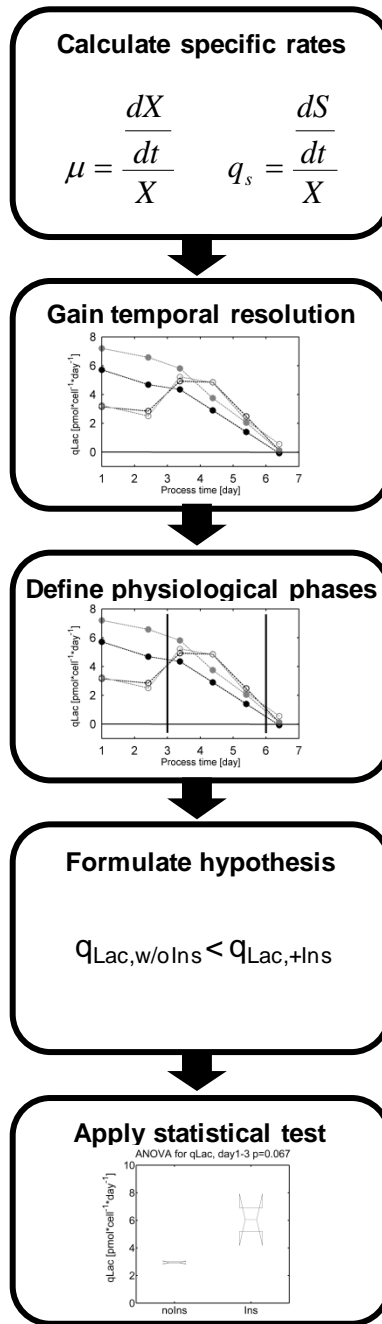 Calculate specific rates
μ = dX/dt / X    q_s = dS/dt / X
Gain temporal resolution
8
6
4
2
0
qLac [pmol*cell⁻¹*day⁻¹]
1 2 3 4 5 6 7
Process time [day]
Define physiological phases
8
6
4
2
0
qLac [pmol*cell⁻¹*day⁻¹]
1 2 3 4 5 6 7
Process time [day]
Formulate hypothesis
q_Lac,w/oIns < q_Lac,+Ins
Apply statistical test
ANOVA for qLac, day1-3 p=0.067
10
8
6
4
2
0
qLac [pmol*cell⁻¹*day⁻¹]
noIns Ins